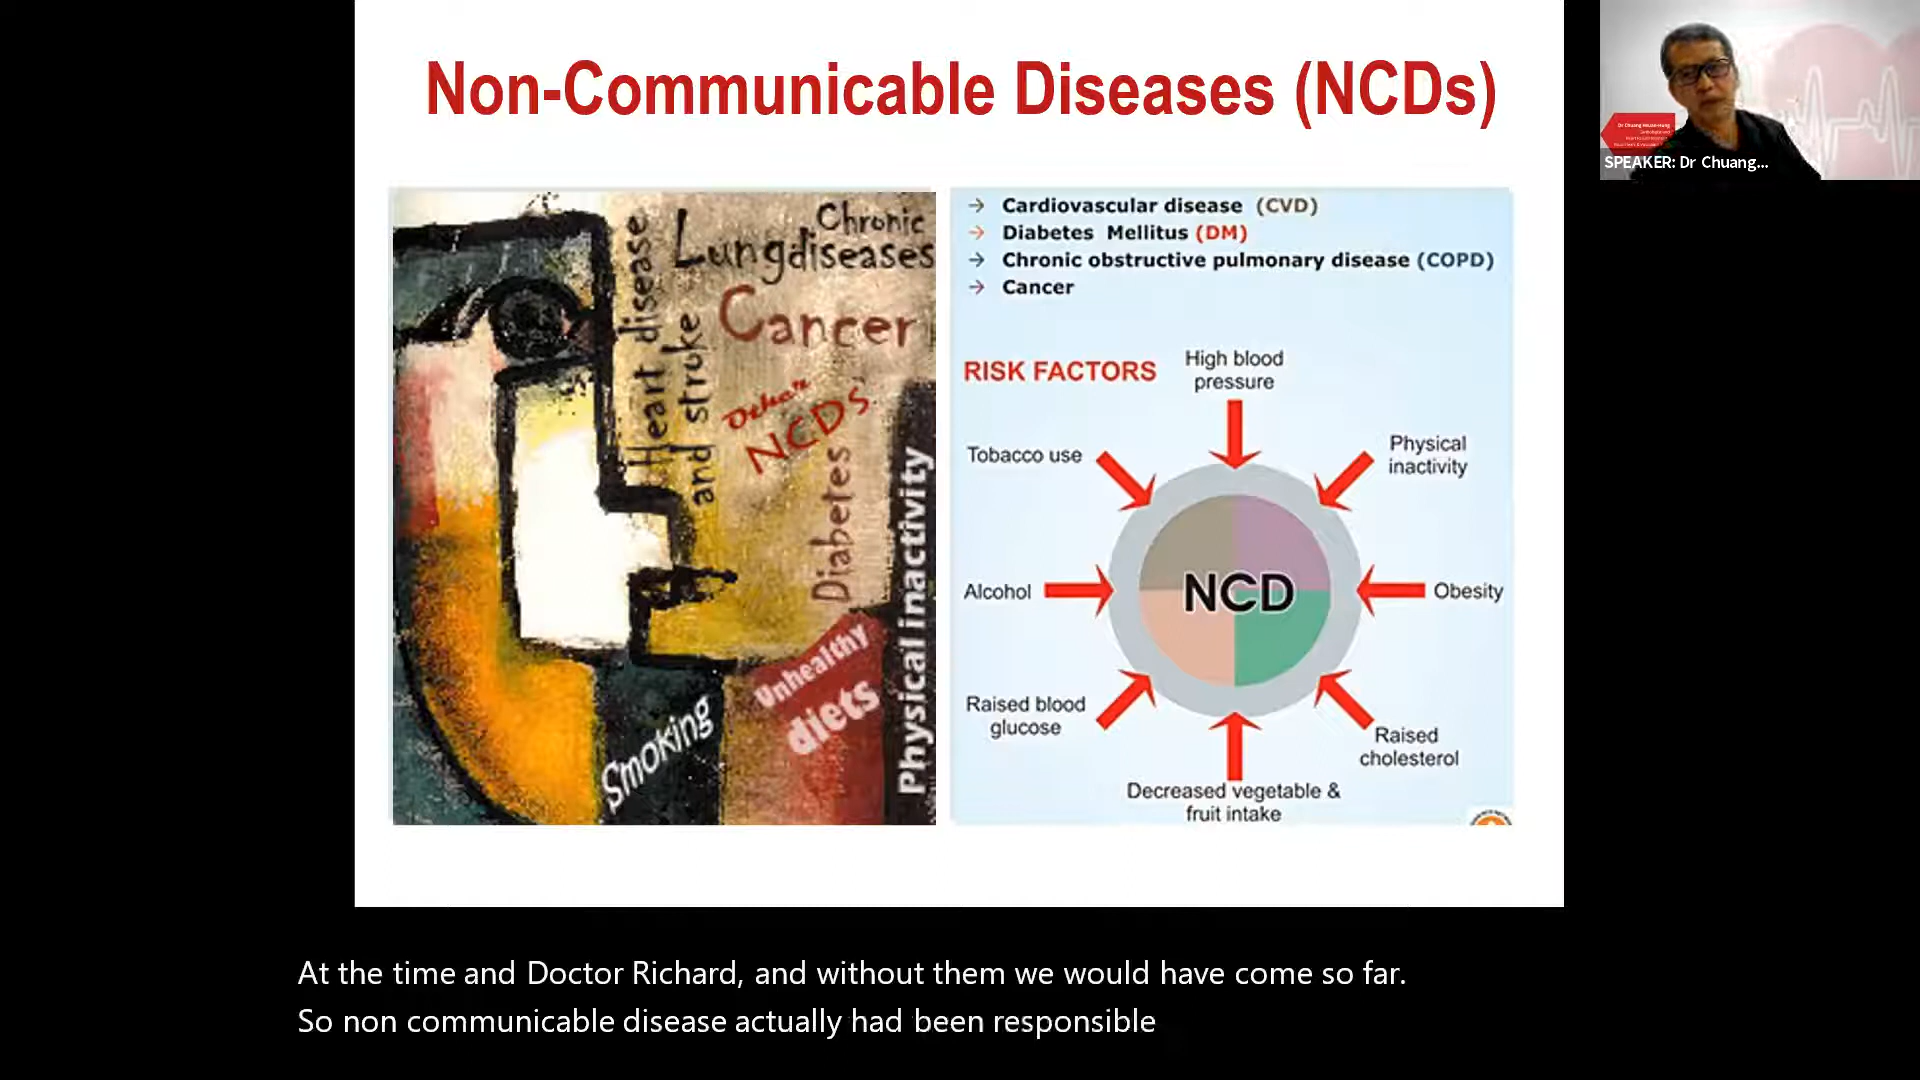 Non-Communicable Diseases (NCDs)
Heart disease
and stroke
Chronic
Lung diseases
Cancer
Other
NCDs
Diabetes
Physical inactivity
Unhealthy
diets
Smoking
→ Cardiovascular disease (CVD)
→ Diabetes Mellitus (DM)
→ Chronic obstructive pulmonary disease (COPD)
→ Cancer
RISK FACTORS
High blood
pressure
Tobacco use
Physical
inactivity
Alcohol
NCD
Obesity
Raised blood
glucose
Raised
cholesterol
Decreased vegetable &
fruit intake
SPEAKER: Dr Chuang...
At the time and Doctor Richard, and without them we would have come so far.
So non communicable disease actually had been responsible